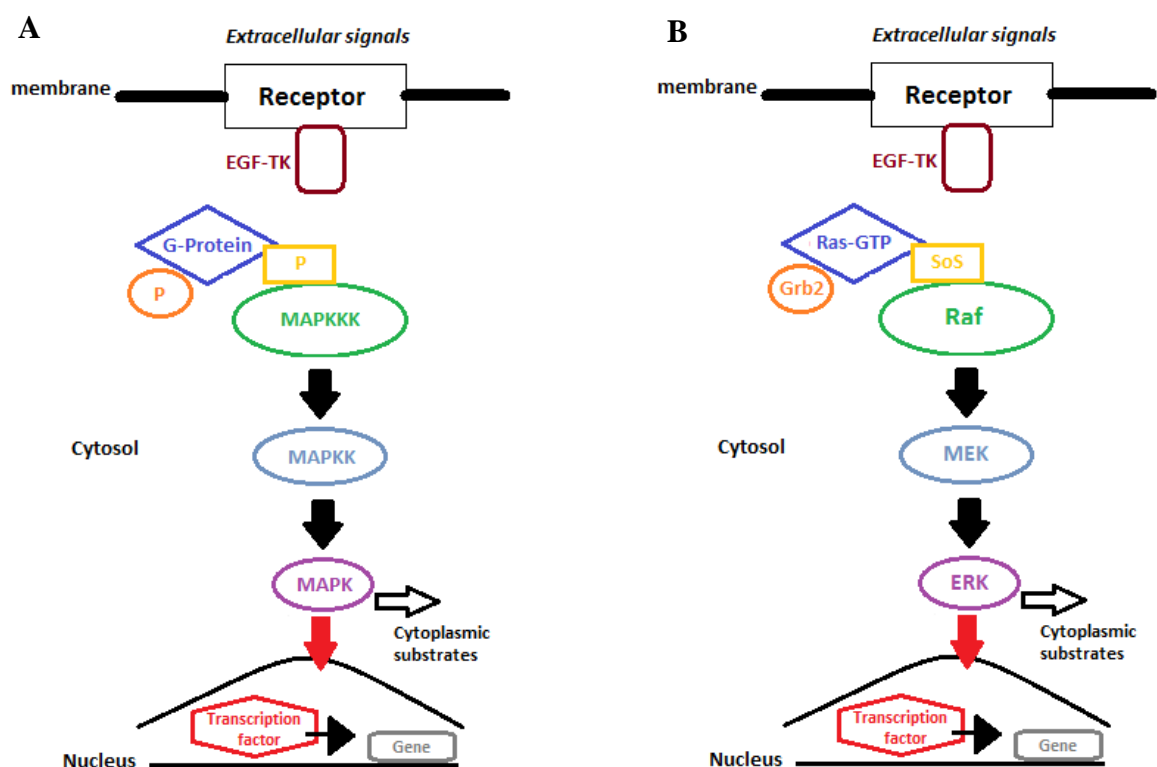 A
Extracellular signals
membrane
Receptor
EGF-TK
G-Protein
P
P
MAPKKK
Cytosol
MAPKK
MAPK
Cytoplasmic
substrates
Transcription
factor
Gene
Nucleus
B
Extracellular signals
membrane
Receptor
EGF-TK
Ras-GTP
SoS
Grb2
Raf
Cytosol
MEK
ERK
Cytoplasmic
substrates
Transcription
factor
Gene
Nucleus